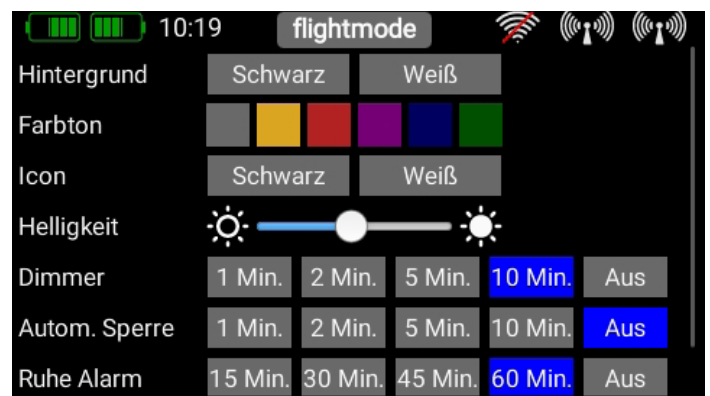 10:19 flightmode
Hintergrund Schwarz Weiß
Farbton
Icon Schwarz Weiß
Helligkeit
Dimmer 1 Min. 2 Min. 5 Min. 10 Min. Aus
Autom. Sperre 1 Min. 2 Min. 5 Min. 10 Min. Aus
Ruhe Alarm 15 Min. 30 Min. 45 Min. 60 Min. Aus